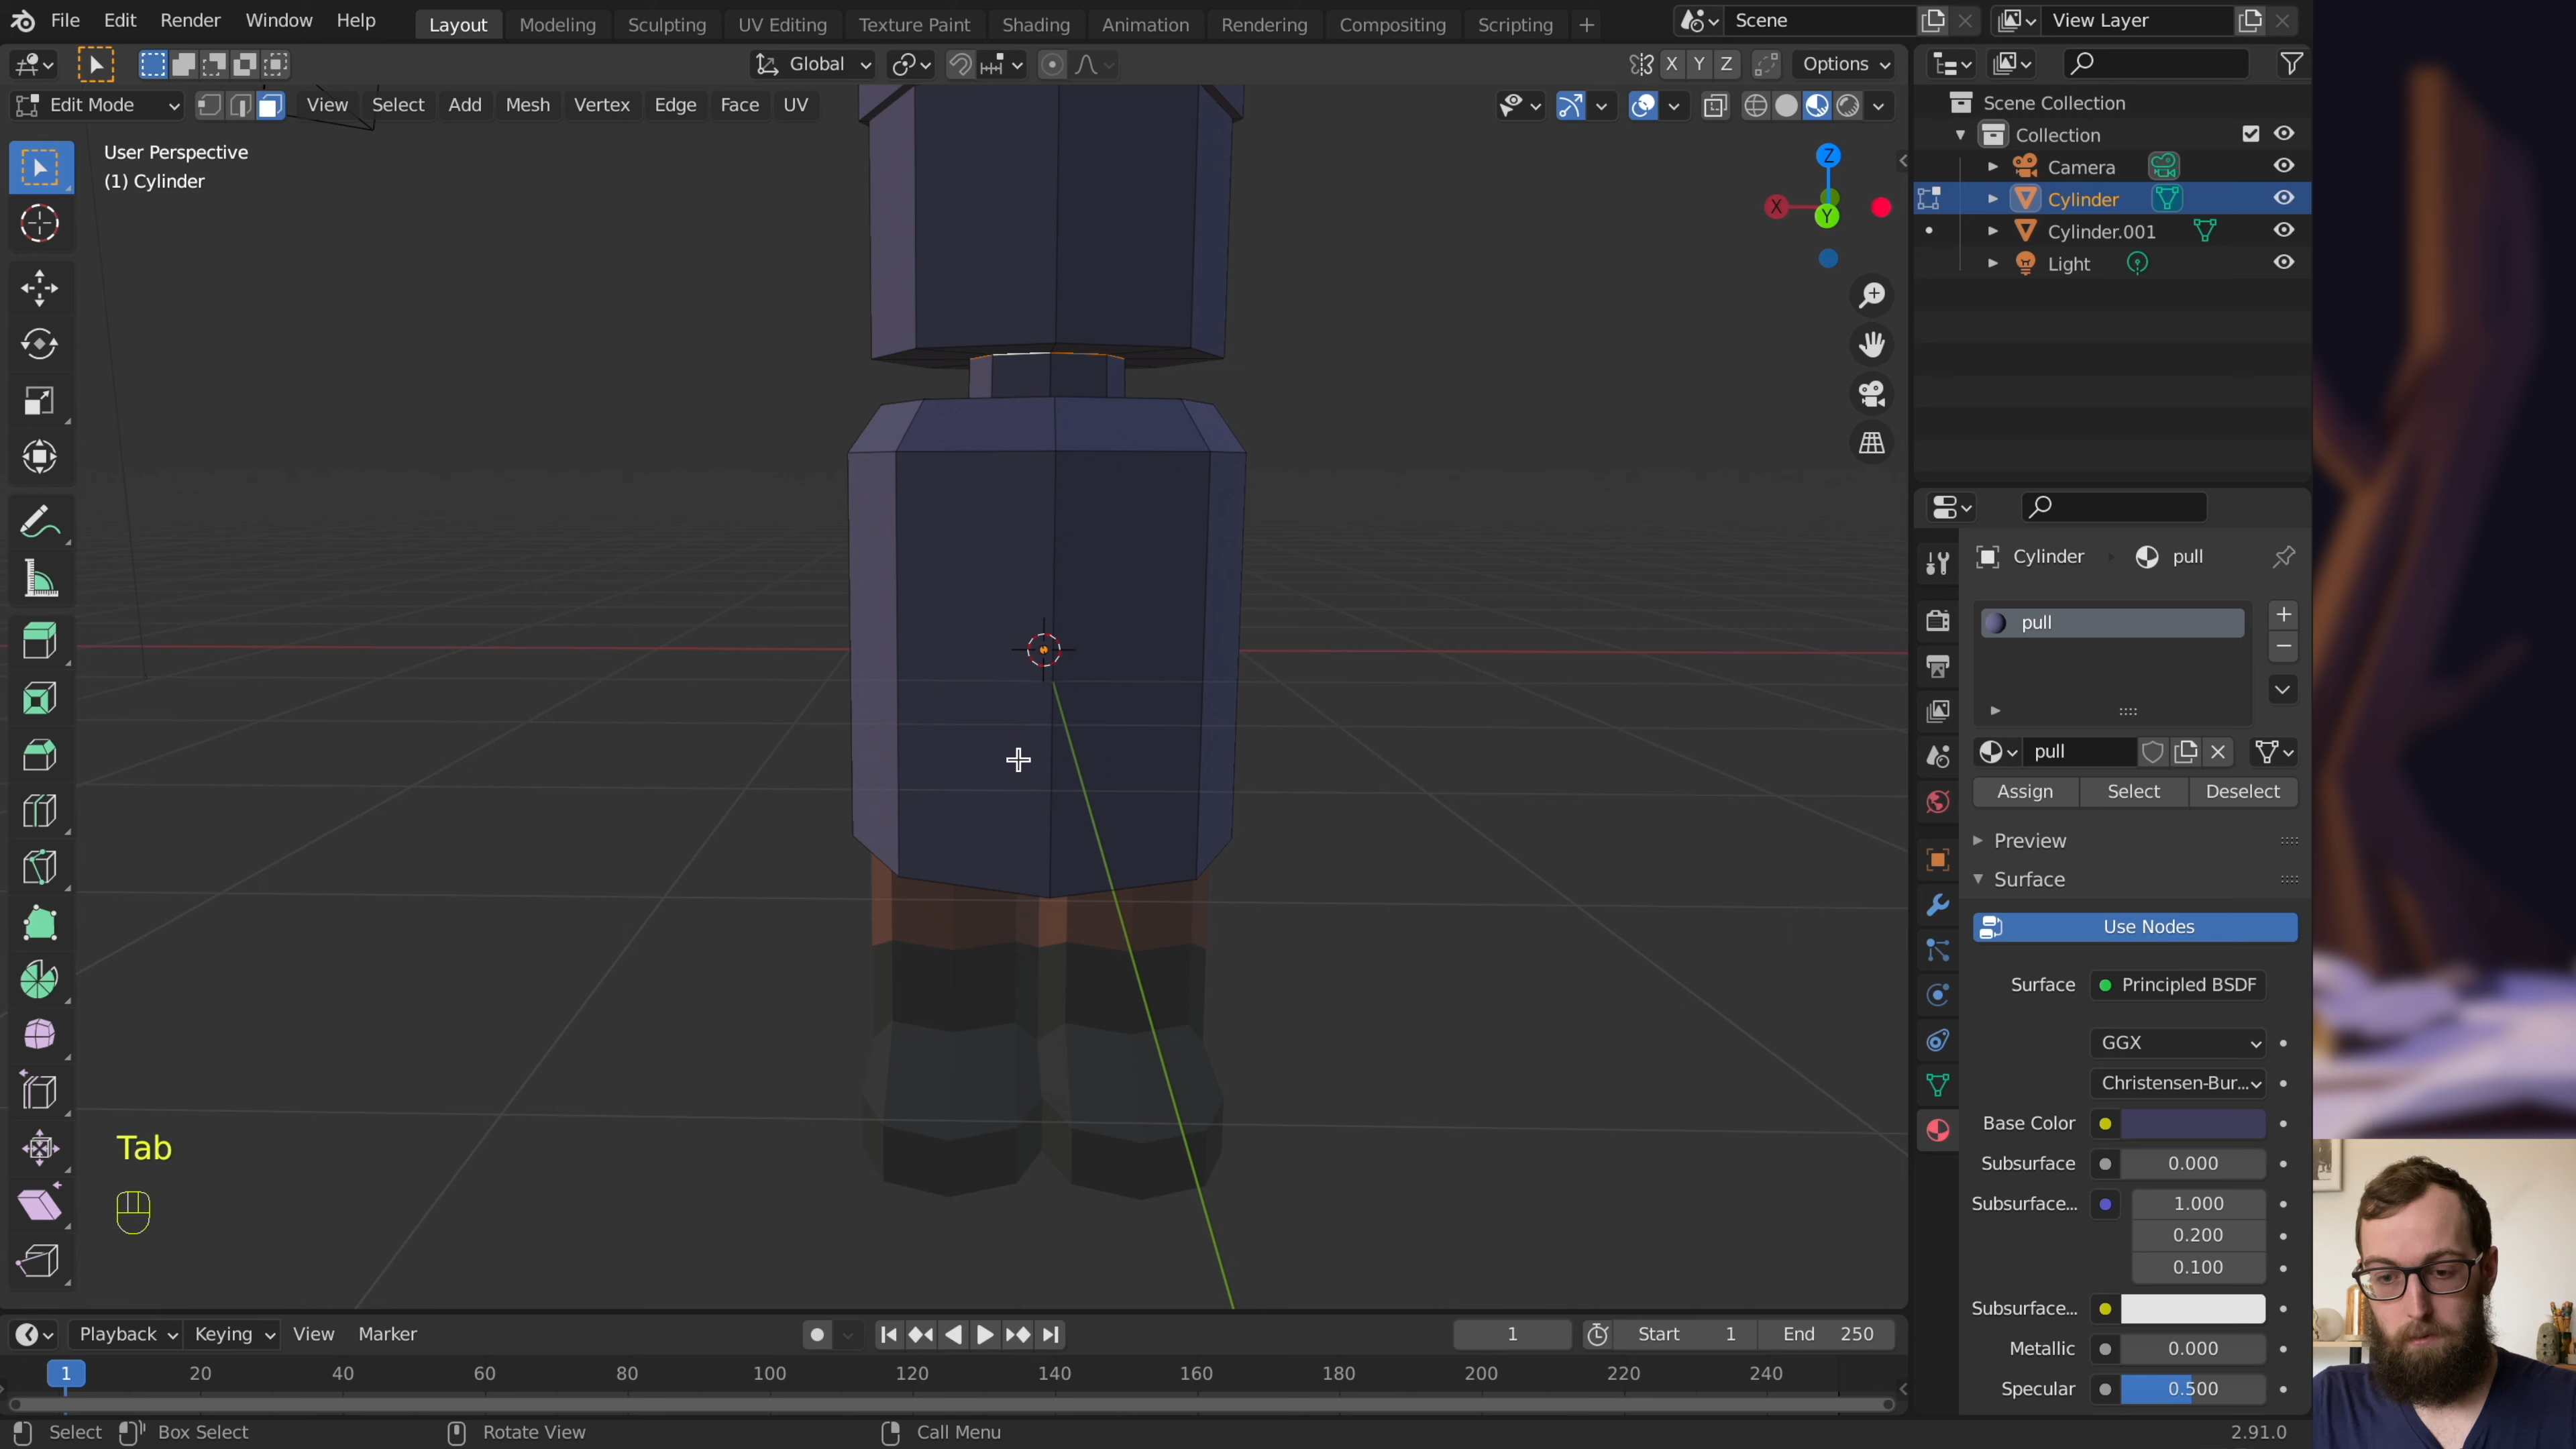 File Edit Render Window Help Layout Modeling Sculpting UV Editing Texture Paint Shading Animation Rendering Compositing Scripting + Scene View Layer
Global X Y Z Options
Edit Mode View Select Add Mesh Vertex Edge Face UV
User Perspective
(1) Cylinder
Z
X
Y
Scene Collection
Collection
Camera
Cylinder
Cylinder.001
Light
Cylinder pull
pull
pull
Assign Select Deselect
Preview
Surface
Use Nodes
Surface Principled BSDF
GGX
Christensen-Bur...
Base Color
Subsurface 0.000
Subsurface... 1.000
0.200
0.100
Subsurface...
Metallic 0.000
Specular 0.500
Tab
Playback Keying View Marker 1 Start 1 End 250
1 20 40 60 80 100 120 140 160 180 200 220 240
Select Box Select Rotate View Call Menu 2.91.0